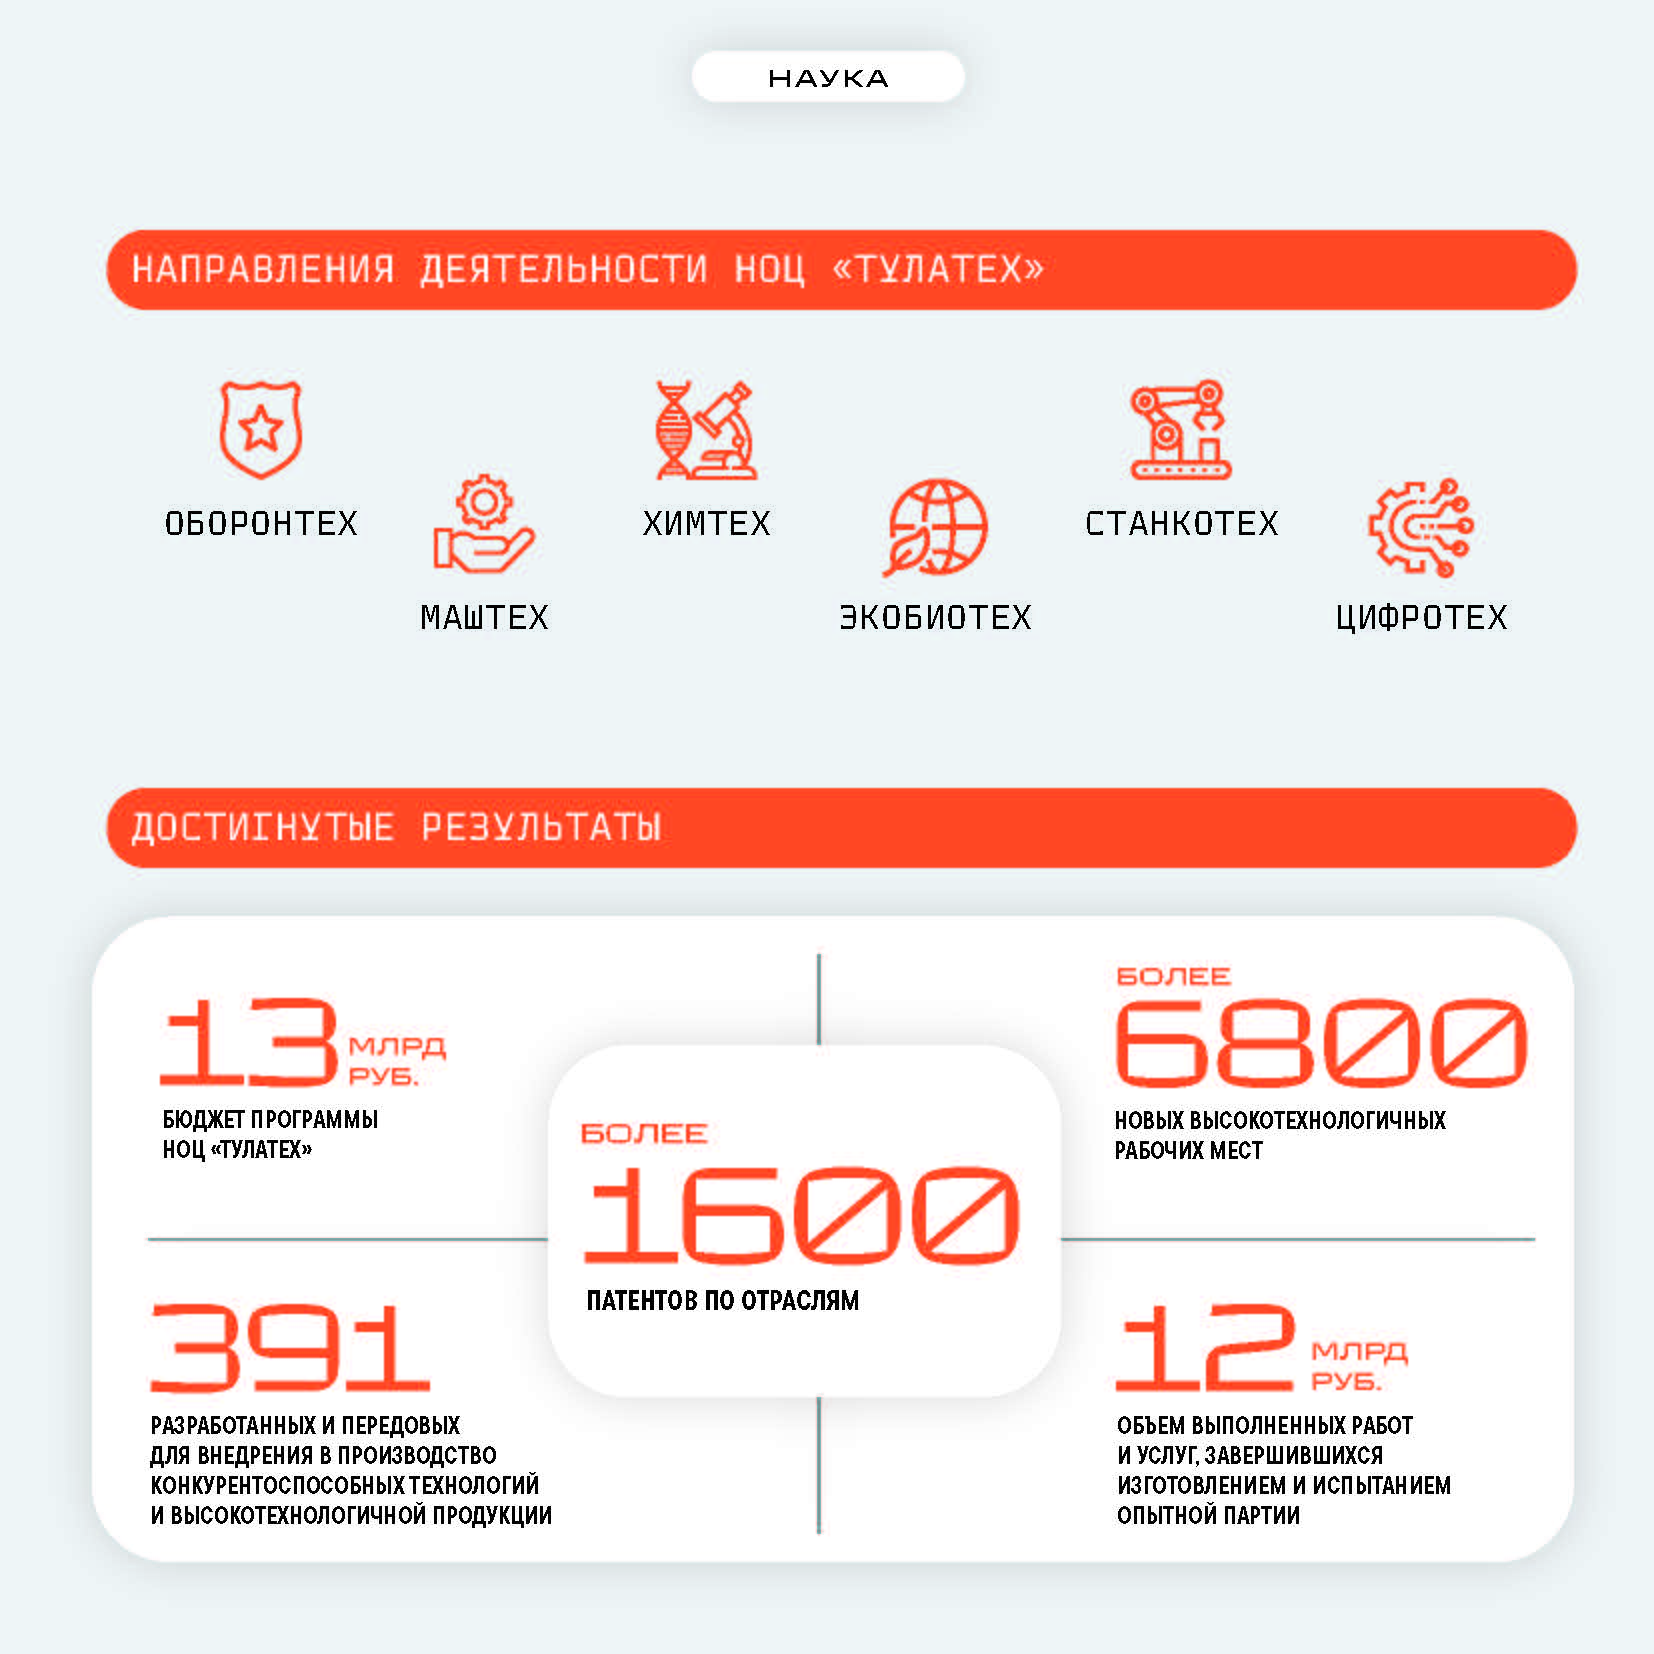 НАУКА
НАПРАВЛЕНИЯ ДЕЯТЕЛЬНОСТИ НОЦ «ТУЛАТЕХ»
ОБОРОНТЕХ
МАШТЕХ
ХИМТЕХ
ЭКОБИОТЕХ
СТАНКОТЕХ
ЦИФРОТЕХ
ДОСТИГНУТЫЕ РЕЗУЛЬТАТЫ
13 МЛРД
РУБ.
БЮДЖЕТ ПРОГРАММЫ
НОЦ «ТУЛАТЕХ»
БОЛЕЕ
6800
НОВЫХ ВЫСОКОТЕХНОЛОГИЧНЫХ
РАБОЧИХ МЕСТ
БОЛЕЕ
1600
ПАТЕНТОВ ПО ОТРАСЛЯМ
391
РАЗРАБОТАННЫХ И ПЕРЕДОВЫХ
ДЛЯ ВНЕДРЕНИЯ В ПРОИЗВОДСТВО
КОНКУРЕНТОСПОСОБНЫХ ТЕХНОЛОГИЙ
И ВЫСОКОТЕХНОЛОГИЧНОЙ ПРОДУКЦИИ
12 МЛРД
РУБ.
ОБЪЕМ ВЫПОЛНЕННЫХ РАБОТ
И УСЛУГ, ЗАВЕРШИВШИХСЯ
ИЗГОТОВЛЕНИЕМ И ИСПЫТАНИЕМ
ОПЫТНОЙ ПАРТИИ